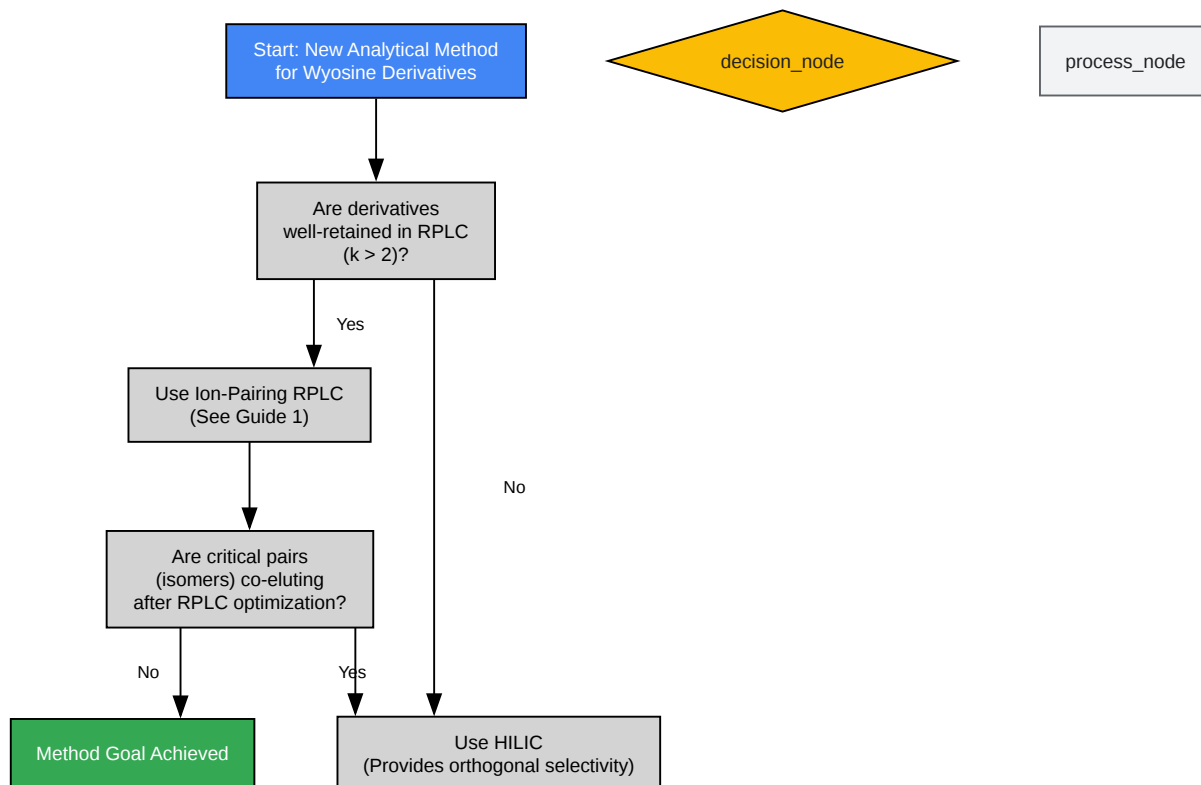 Start: New Analytical Method
for Wyosine Derivatives
decision_node
process_node
Are derivatives
well-retained in RPLC
(k > 2)?
Yes
Use Ion-Pairing RPLC
(See Guide 1)
No
Are critical pairs
(isomers) co-eluting
after RPLC optimization?
No
Yes
Method Goal Achieved
Use HILIC
(Provides orthogonal selectivity)